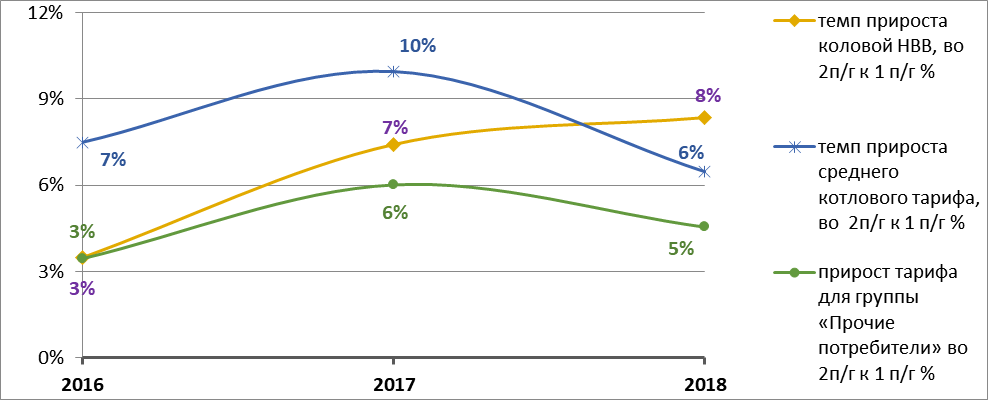 12%
9%
6%
3%
0%
10%
7%
7%
8%
6%
3%
6%
5%
3%
2016
2017
2018
темп прироста
коловой НВВ, во
2п/г к 1 п/г %
темп прироста
среднего
котлового тарифа,
во  2п/г к 1 п/г %
прирост тарифа
для группы
«Прочие
потребители» во
2п/г к 1 п/г %